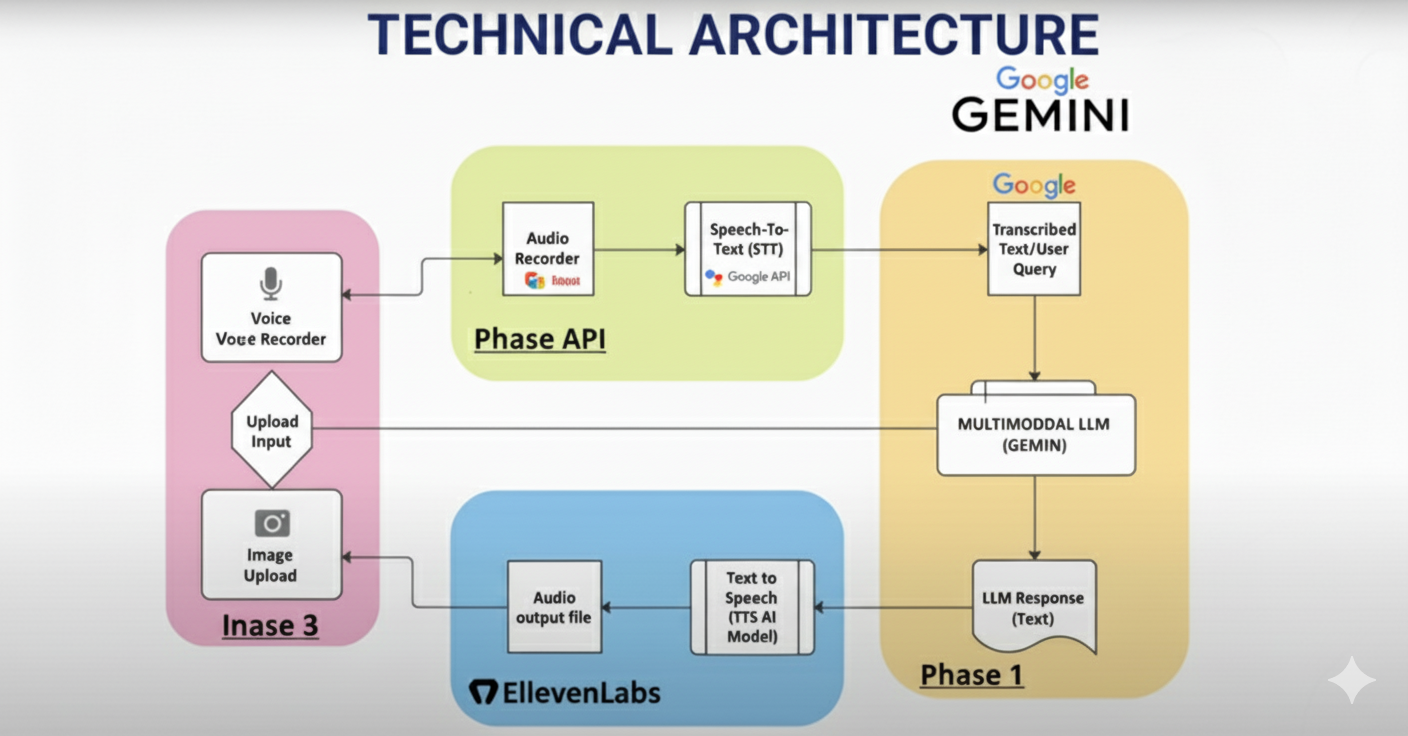 TECHNICAL ARCHITECTURE
Google
GEMINI
Voice
Voue Recorder
Upload
Input
Image
Upload
Inase 3
Audio
Recorder
Speech-To-
Text (STT)
Google API
Phase API
Google
Transcribed
Text/User
Query
MULTIMODDAL LLM
(GEMIN)
LLM Response
(Text)
Phase 1
Text to
Speech
(TTS AI
Model)
Audio
output file
EllevenLabs